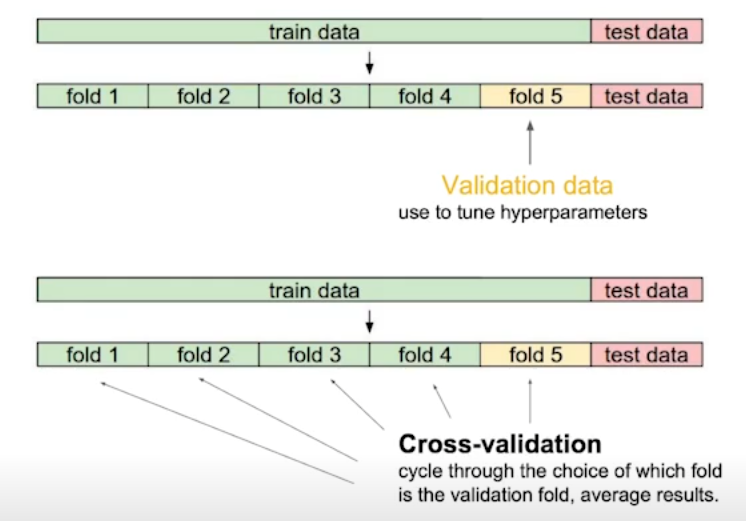 train data test data
fold 1 fold 2 fold 3 fold 4 fold 5 test data
Validation data
use to tune hyperparameters
train data test data
fold 1 fold 2 fold 3 fold 4 fold 5 test data
Cross-validation
cycle through the choice of which fold
is the validation fold, average results.